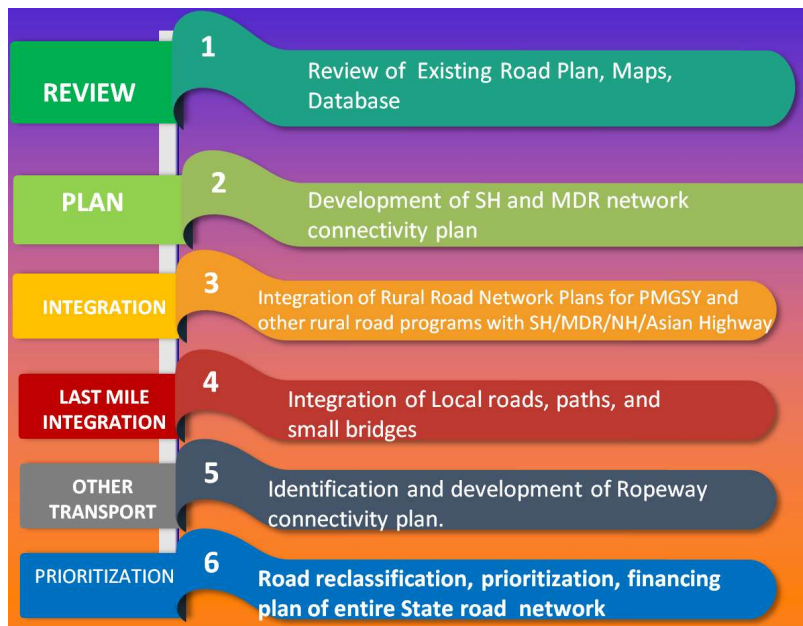 REVIEW
1
Review of Existing Road Plan, Maps,
Database
PLAN
2
Development of SH and MDR network
connectivity plan
INTEGRATION
3
Integration of Rural Road Network Plans for PMGSY and
other rural road programs with SH/MDR/NH/Asian Highway
LAST MILE
INTEGRATION
4
Integration of Local roads, paths, and
small bridges
OTHER
TRANSPORT
5
Identification and development of Ropeway
connectivity plan.
PRIORITIZATION
6
Road reclassification, prioritization, financing
plan of entire State road network